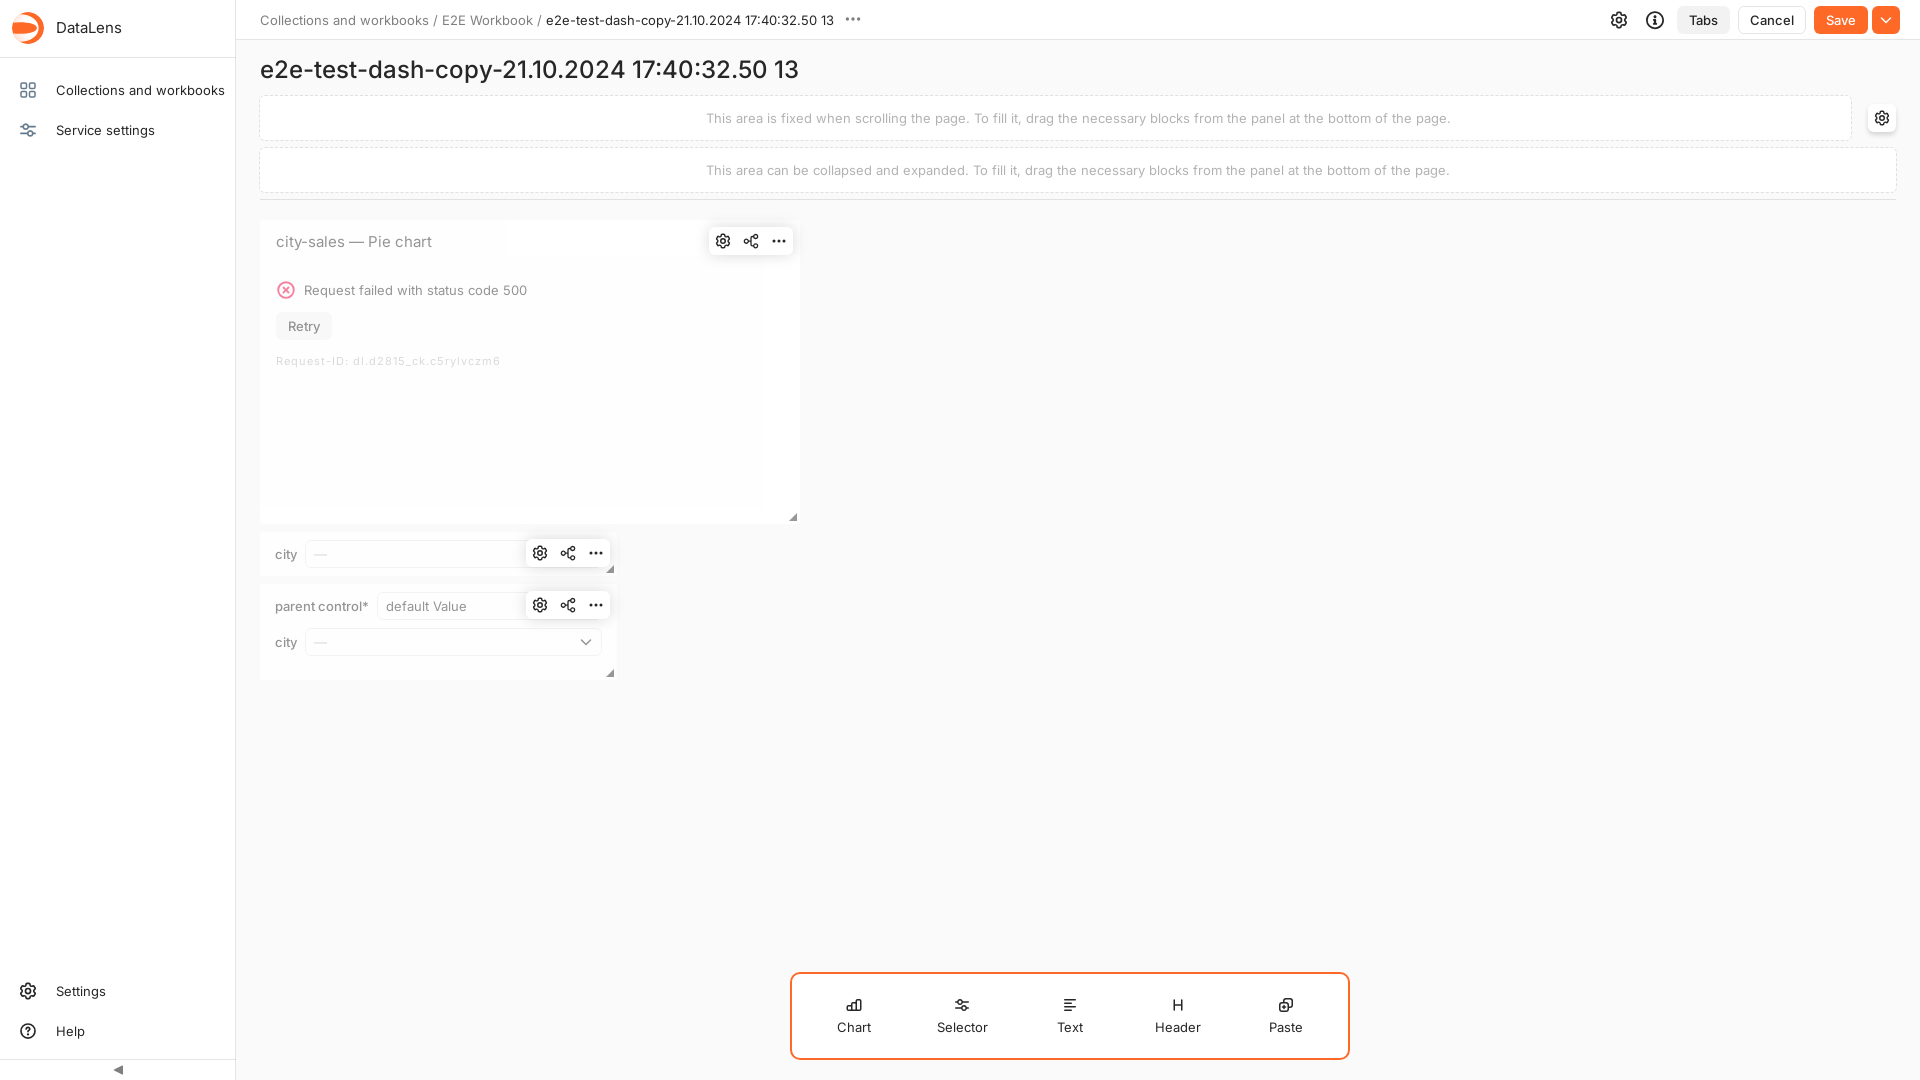 DataLens
Collections and workbooks
Service settings
Settings
Help
Collections and workbooks / E2E Workbook / e2e-test-dash-copy-21.10.2024 17:40:32.50 13
Tabs
Cancel
Save
e2e-test-dash-copy-21.10.2024 17:40:32.50 13
This area is fixed when scrolling the page. To fill it, drag the necessary blocks from the panel at the bottom of the page.
This area can be collapsed and expanded. To fill it, drag the necessary blocks from the panel at the bottom of the page.
city-sales — Pie chart
Request failed with status code 500
Retry
Request-ID: dl.d2815_ck.c5rylvczm6
city —
parent control* default Value
city —
Chart
Selector
Text
Header
Paste